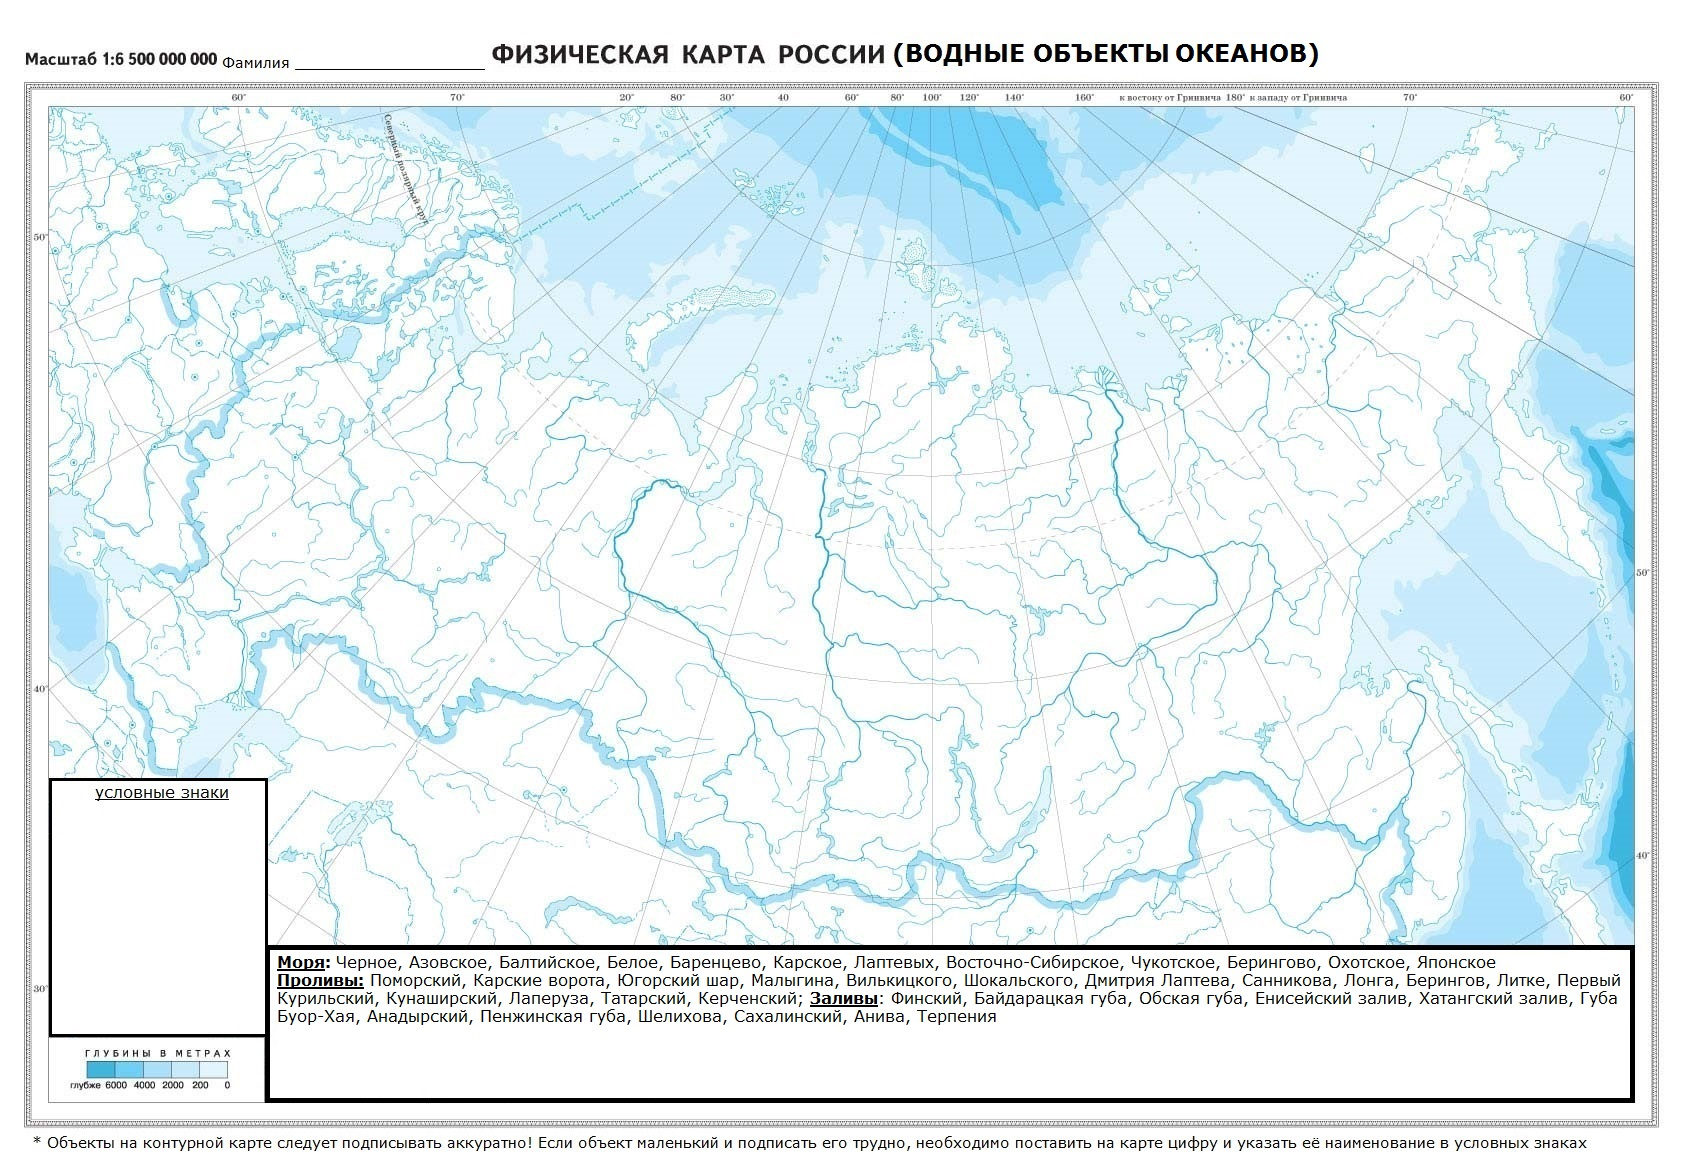 Масштаб 1:6 500 000 000 Фамилия ____________________ ФИЗИЧЕСКАЯ КАРТА РОССИИ (ВОДНЫЕ ОБЪЕКТЫ ОКЕАНОВ)
60° 70° 20° 80° 30° 40 60° 80° 100° 120° 140° 160° к востоку от Гринвича 180° к западу от Гринвича 70° 60°
Северный полярный круг
50°
50°
40°
40°
30°
условные знаки
ГЛУБИНЫ В МЕТРАХ
глубже 6000 4000 2000 200 0
Моря: Черное, Азовское, Балтийское, Белое, Баренцево, Карское, Лаптевых, Восточно-Сибирское, Чукотское, Берингово, Охотское, Японское
Проливы: Поморский, Карские ворота, Югорский шар, Малыгина, Вилькицкого, Шокальского, Дмитрия Лаптева, Санникова, Лонга, Берингов, Литке, Первый
Курильский, Кунаширский, Лаперуза, Татарский, Керченский; Заливы: Финский, Байдарацкая губа, Обская губа, Енисейский залив, Хатангский залив, Губа
Буор-Хая, Анадырский, Пенжинская губа, Шелихова, Сахалинский, Анива, Терпения
* Объекты на контурной карте следует подписывать аккуратно! Если объект маленький и подписать его трудно, необходимо поставить на карте цифру и указать её наименование в условных знаках